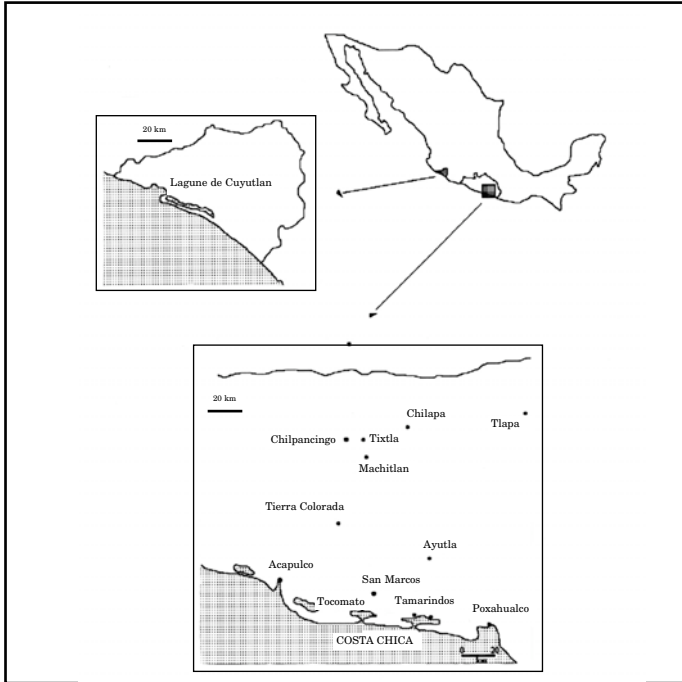 20 km
Lagune de Cuyutlan
20 km
Chilapa
Tlapa
Chilpancingo
Tixtla
Machitlan
Tierra Colorada
Ayutla
Acapulco
San Marcos
Tocomato
Tamarindos
Poxahualco
COSTA CHICA
0 20